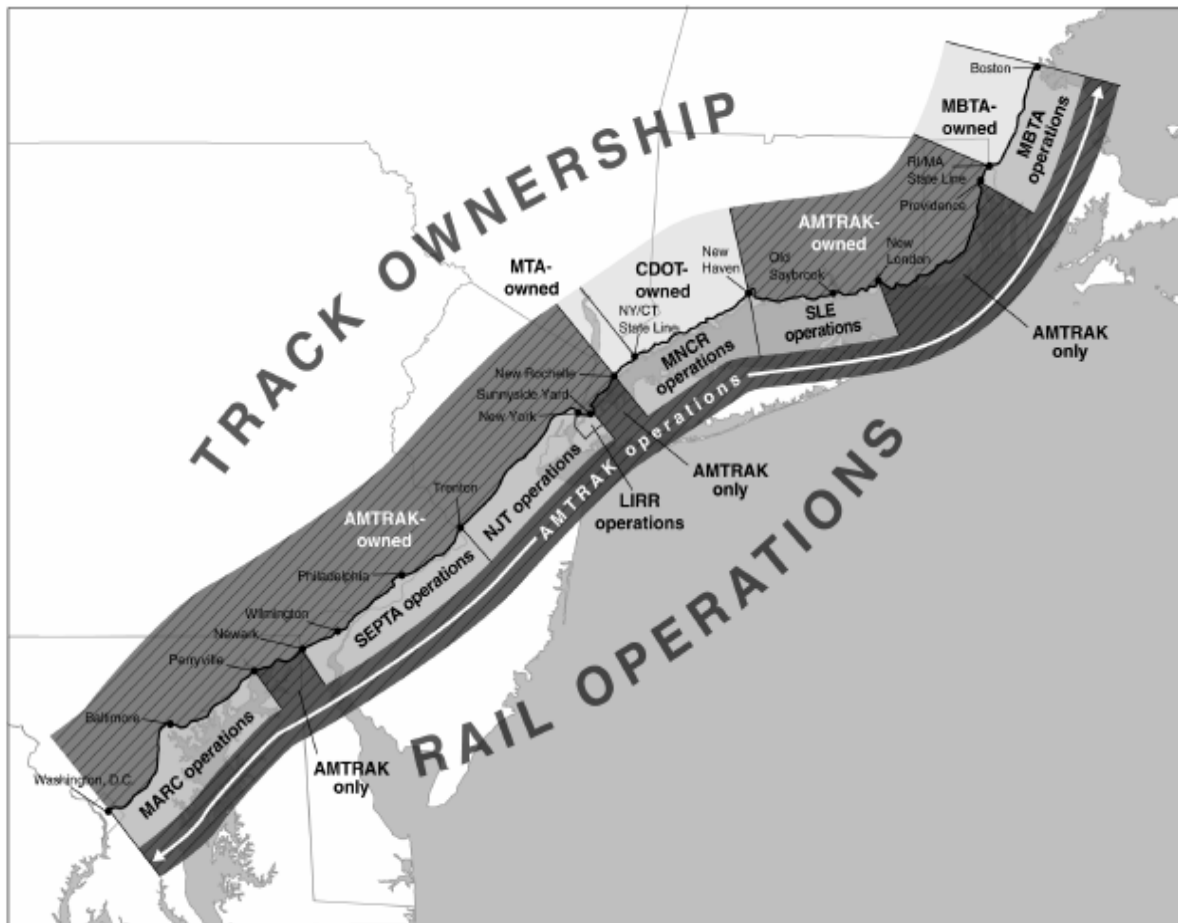 TRACK OWNERSHIP
RAIL OPERATIONS
Boston
MBTA-
owned
MBTA
operations
RI/MA
State Line
Providence
AMTRAK-
owned
New
London
Old
Saybrook
New
Haven
SLE
operations
AMTRAK
only
CDOT-
owned
MTA-
owned
NY/CT
State Line
MNCR
operations
New Rochelle
Sunnyside Yard
New York
AMTRAK operations
AMTRAK
only
LIRR
operations
NJT operations
Trenton
AMTRAK-
owned
Philadelphia
SEPTA operations
Wilmington
Newark
Perryville
Baltimore
MARC operations
AMTRAK
only
Washington, D.C.